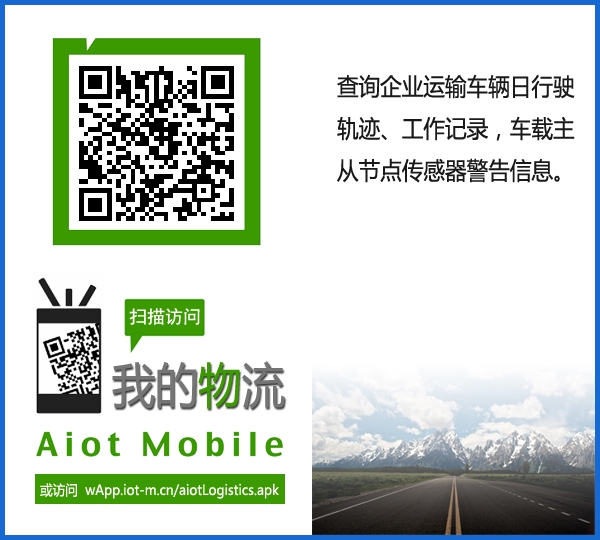 查询企业运输车辆日行驶
轨迹、工作记录，车载主
从节点传感器警告信息。
扫描访问
我的物流
Aiot Mobile
或访问 wApp.iot-m.cn/aiotLogistics.apk